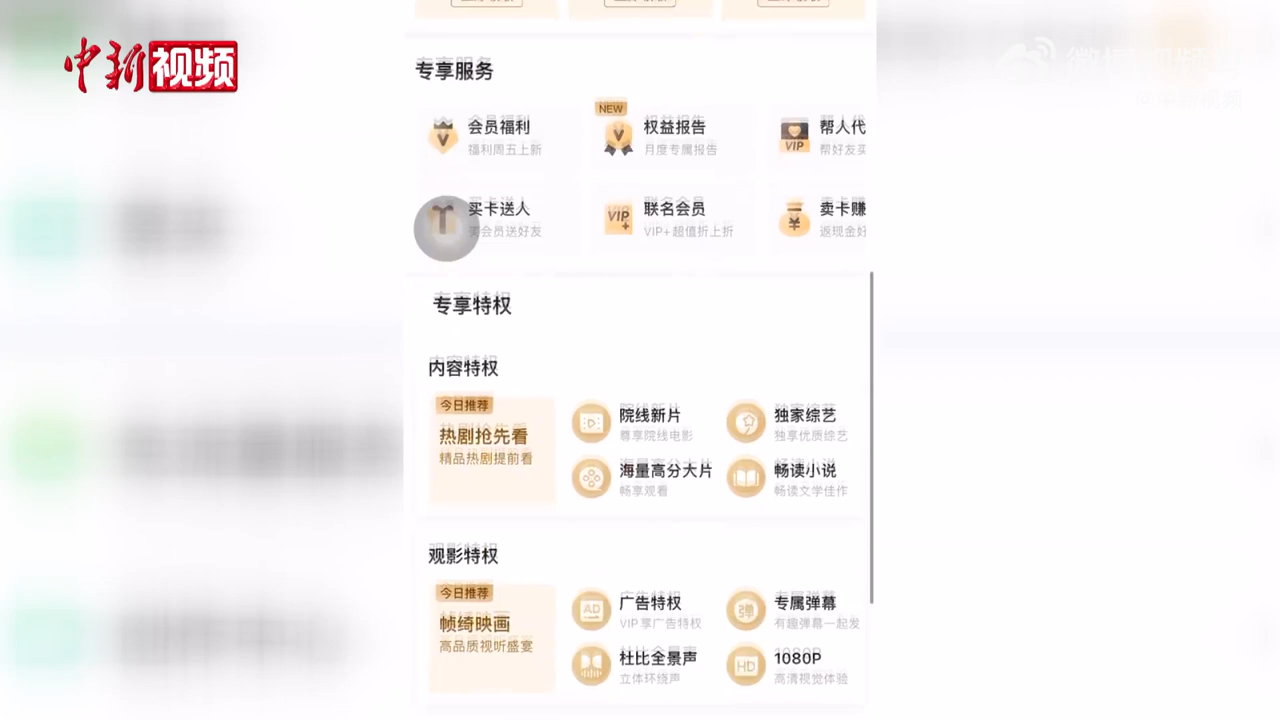 中新视频
专享服务
会员福利
福利周五上新
NEW
权益报告
月度专属报告
帮人代
帮好友买
VIP
买卡送人
买会员送好友
VIP+
联名会员
VIP+超值折上折
卖卡赚
返现金好
专享特权
内容特权
今日推荐
热剧抢先看
精品热剧提前看
院线新片
尊享院线电影
独家综艺
独享优质综艺
海量高分大片
畅享观看
畅读小说
畅读文学佳作
观影特权
今日推荐
帧绮映画
高品质视听盛宴
AD
广告特权
VIP享广告特权
弹
专属弹幕
有趣弹幕一起发
杜比全景声
立体环绕声
HD
1080P
高清视觉体验